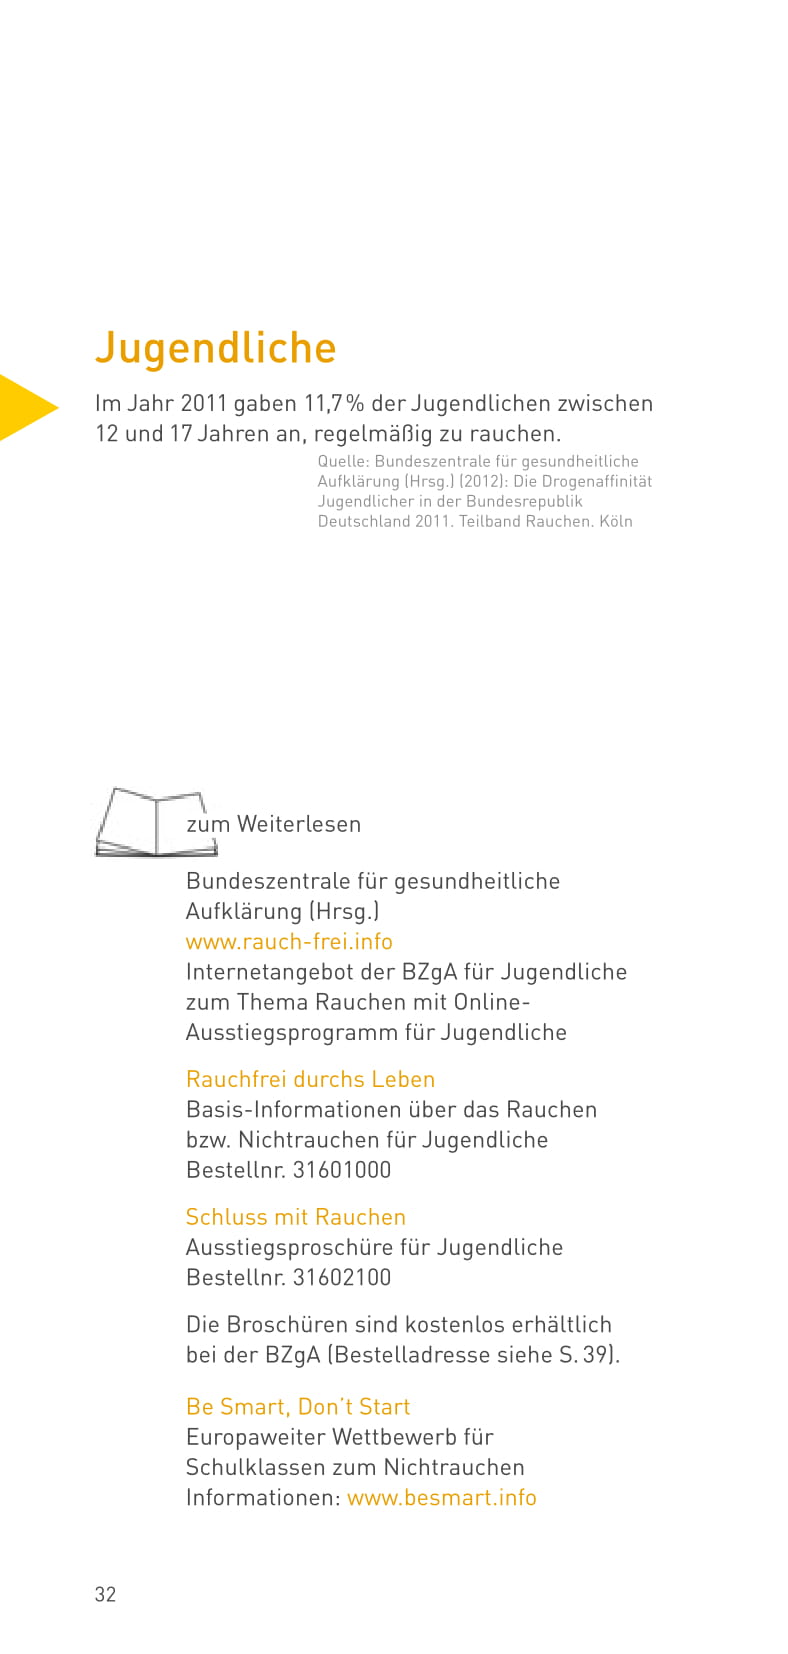 Jugendliche
Im Jahr 2011 gaben 11,7 % der Jugendlichen zwischen
12 und 17 Jahren an, regelmäßig zu rauchen.
Quelle: Bundeszentrale für gesundheitliche
Aufklärung (Hrsg.) (2012): Die Drogenaffinität
Jugendlicher in der Bundesrepublik
Deutschland 2011. Teilband Rauchen. Köln
zum Weiterlesen
Bundeszentrale für gesundheitliche
Aufklärung (Hrsg.)
www.rauch-frei.info
Internetangebot der BZgA für Jugendliche
zum Thema Rauchen mit Online-
Ausstiegsprogramm für Jugendliche
Rauchfrei durchs Leben
Basis-Informationen über das Rauchen
bzw. Nichtrauchen für Jugendliche
Bestellnr. 31601000
Schluss mit Rauchen
Ausstiegsproschüre für Jugendliche
Bestellnr. 31602100
Die Broschüren sind kostenlos erhältlich
bei der BZgA (Bestelladresse siehe S. 39).
Be Smart, Don’t Start
Europaweiter Wettbewerb für
Schulklassen zum Nichtrauchen
Informationen: www.besmart.info
32